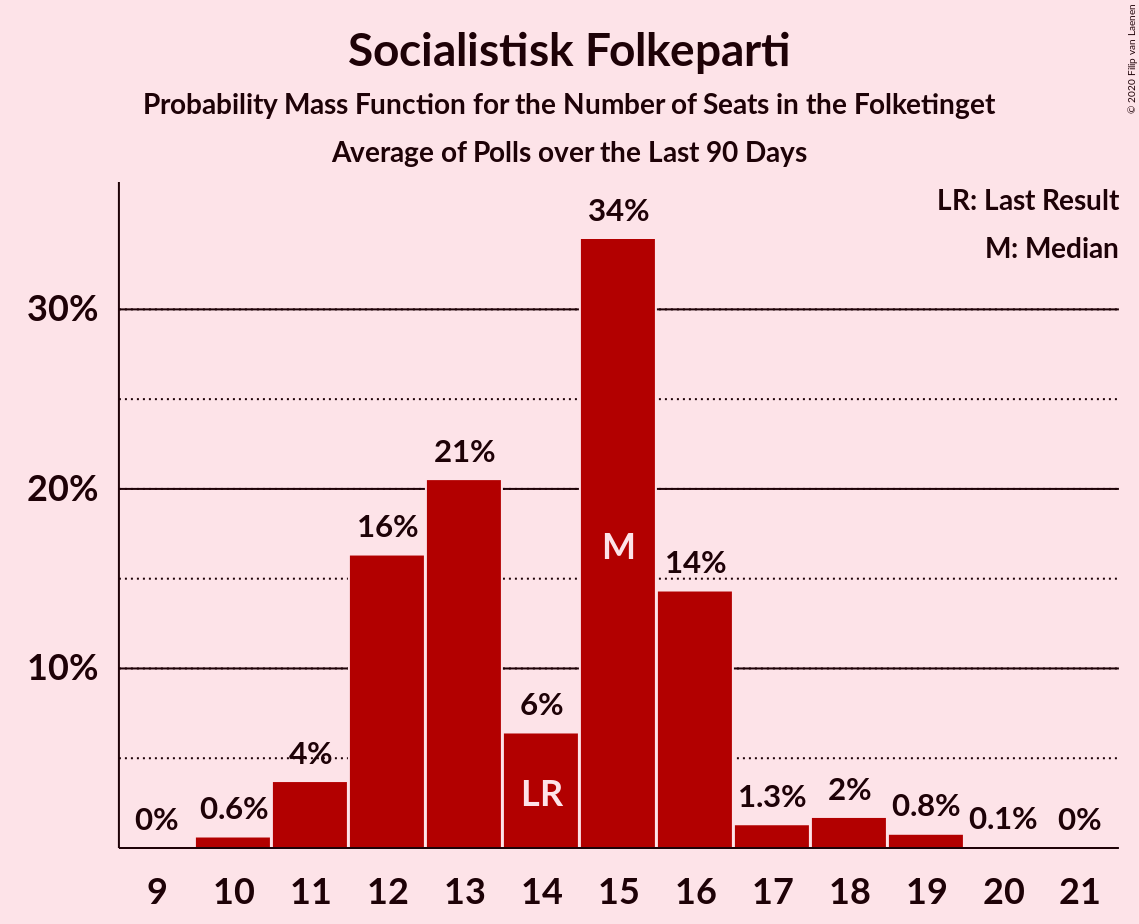 Socialistisk Folkeparti
Probability Mass Function for the Number of Seats in the Folketinget
Average of Polls over the Last 90 Days
© 2020 Filip van Laenen
LR: Last Result
M: Median
34%
30%
21%
20%
16%
M
14%
10%
6%
4%
LR
2%
1.3%
0.8%
0.6%
0%
0.1%
0%
9 10 11 12 13 14 15 16 17 18 19 20 21